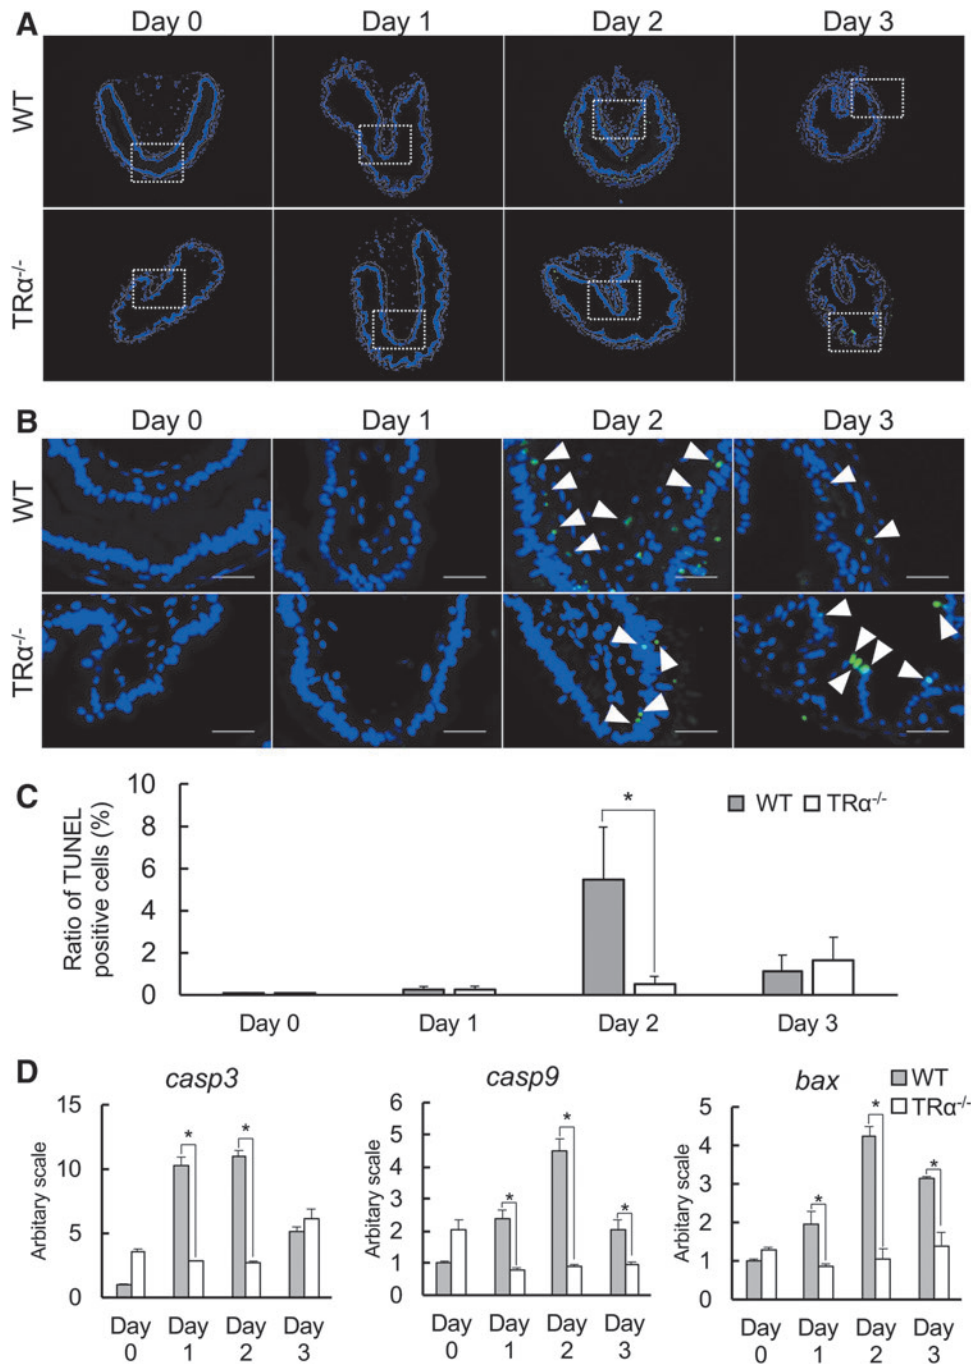 A
Day 0
Day 1
Day 2
Day 3
WT
TRα-/-
B
Day 0
Day 1
Day 2
Day 3
WT
TRα-/-
C
Ratio of TUNEL
positive cells (%)
10
8
6
4
2
0
*
WT
TRα-/-
Day 0
Day 1
Day 2
Day 3
D
casp3
Arbitary scale
15
10
5
0
*
*
Day
0
Day
1
Day
2
Day
3
casp9
Arbitary scale
6
5
4
3
2
1
0
*
*
*
Day
0
Day
1
Day
2
Day
3
bax
WT
TRα-/-
Arbitary scale
5
4
3
2
1
0
*
*
*
Day
0
Day
1
Day
2
Day
3